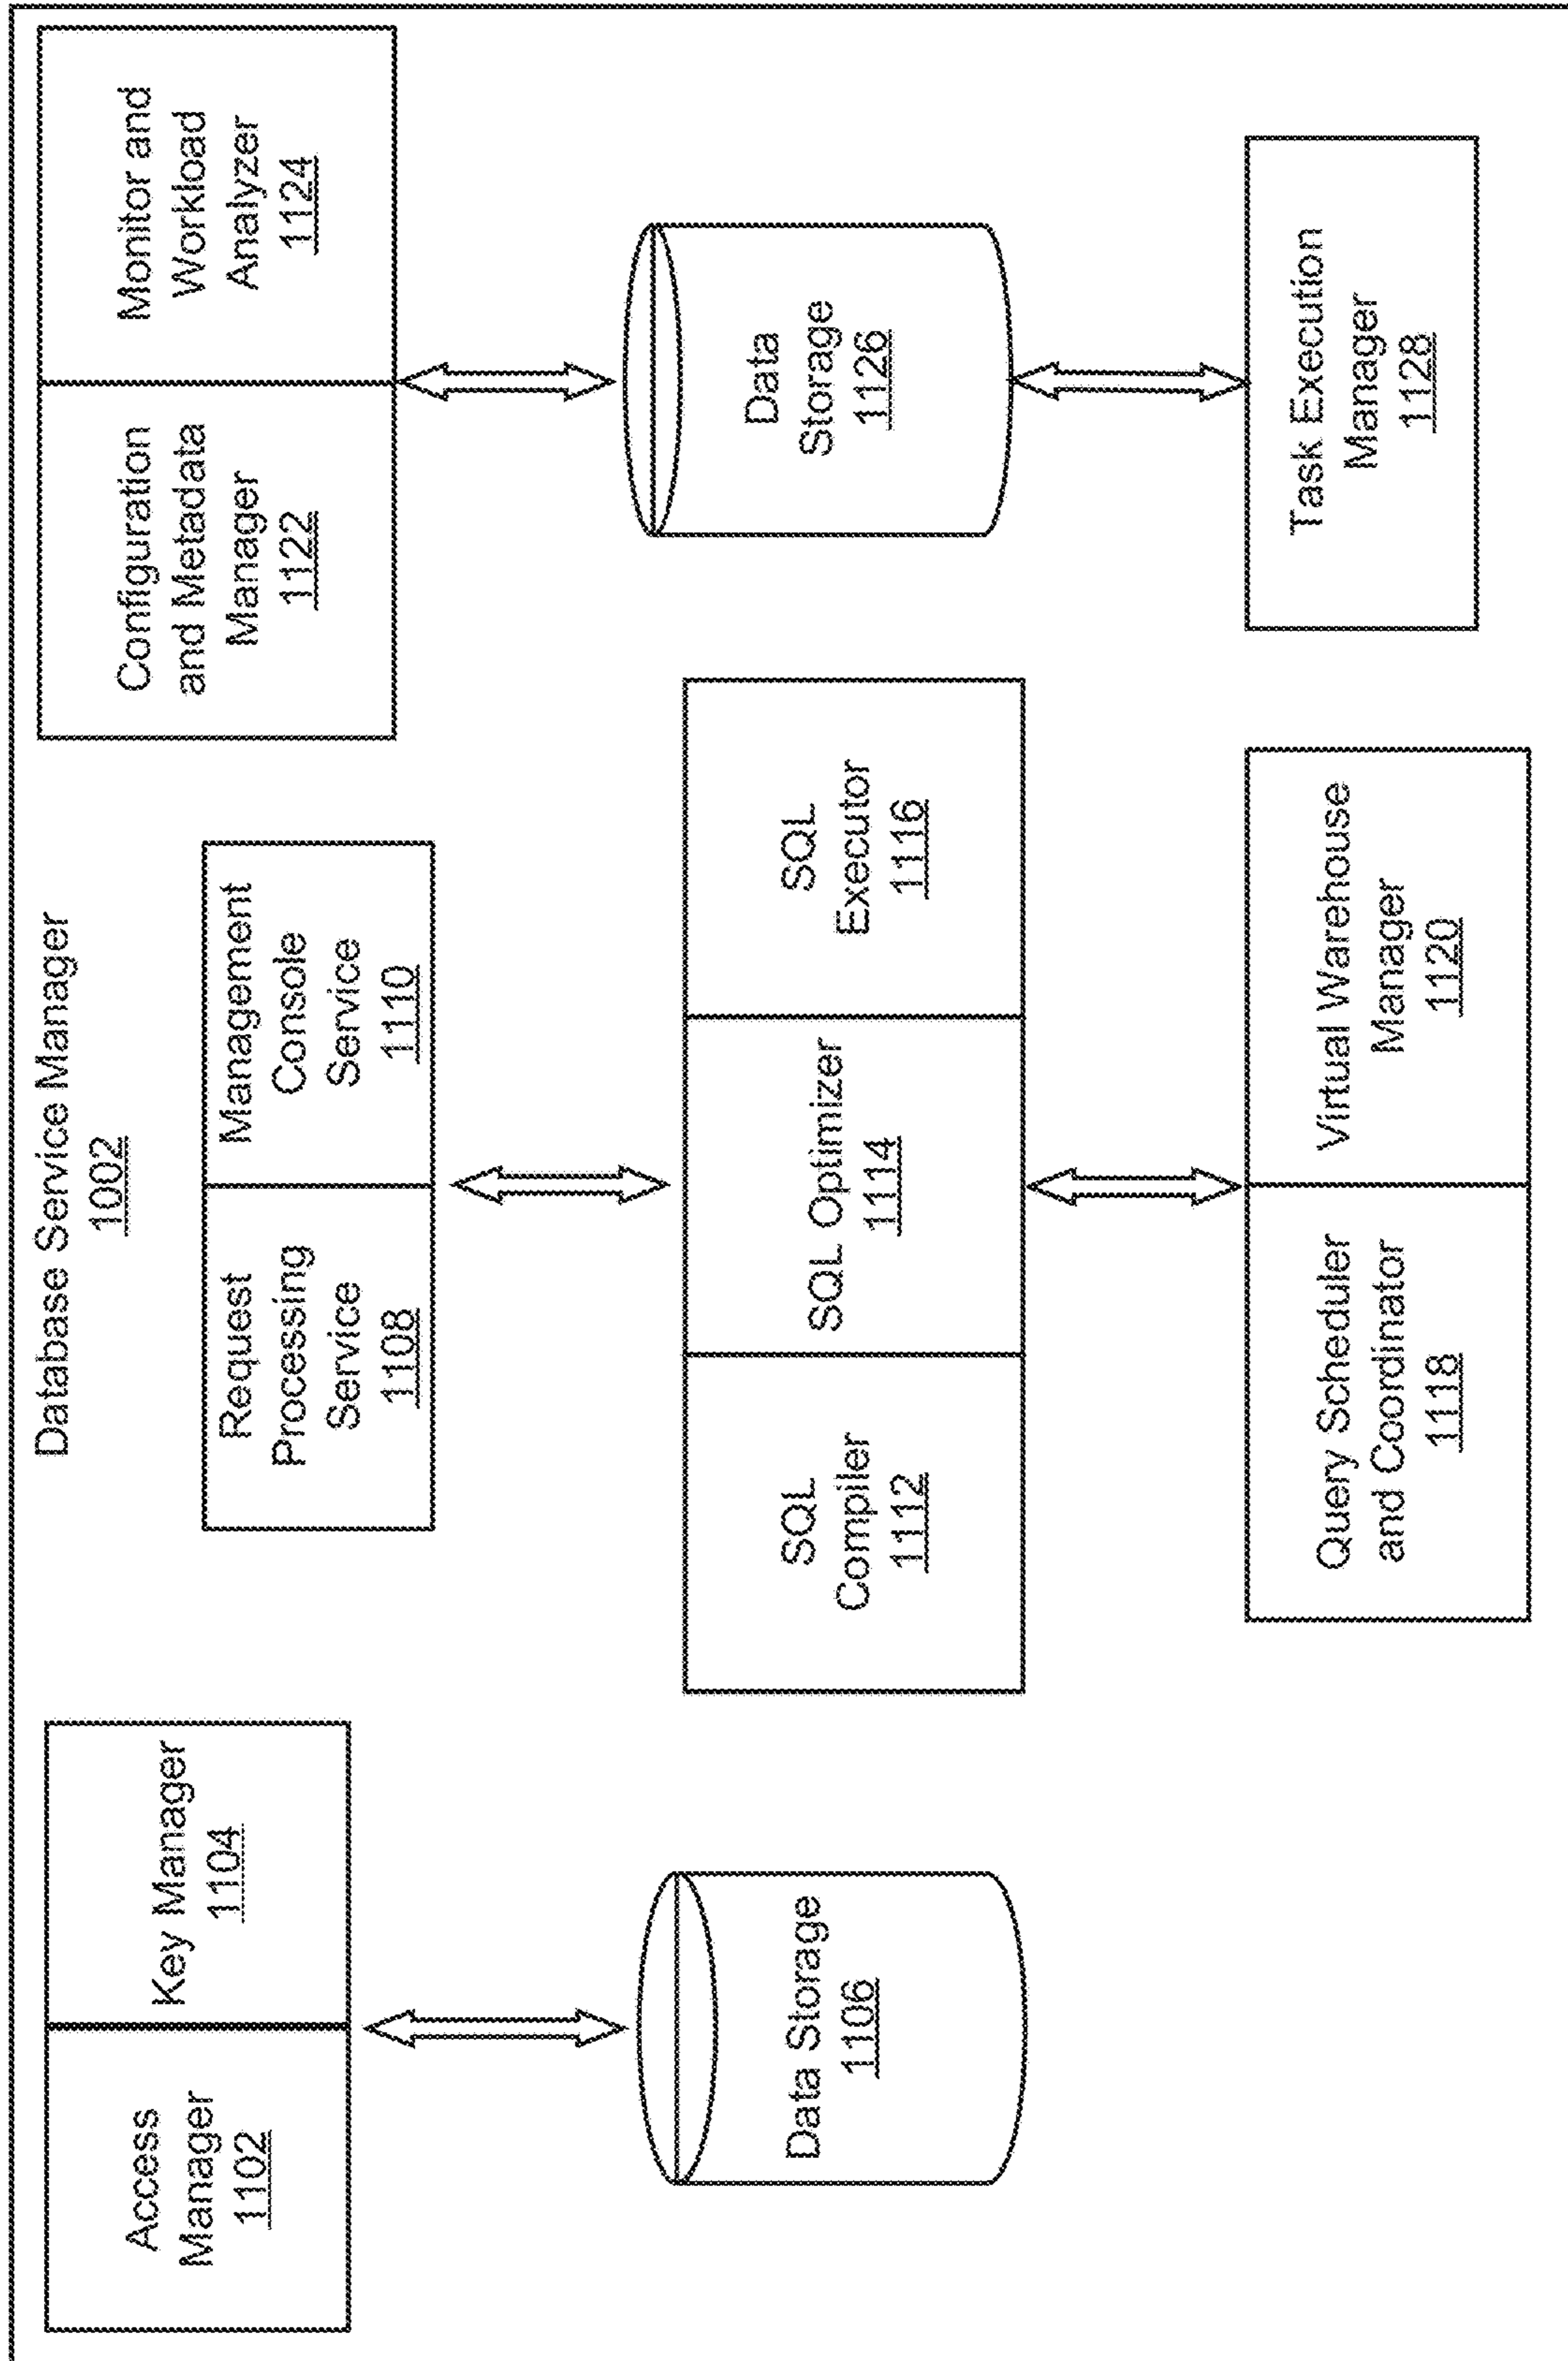 Database Service Manager
1002
Access
Manager
1102
Key Manager
1104
Data Storage
1106
Request
Processing
Service
1108
Management
Console
Service
1110
SQL
Compiler
1112
SQL Optimizer
1114
SQL
Executor
1116
Query Scheduler
and Coordinator
1118
Virtual Warehouse
Manager
1120
Configuration
and Metadata
Manager
1122
Monitor and
Workload
Analyzer
1124
Data
Storage
1126
Task Execution
Manager
1128